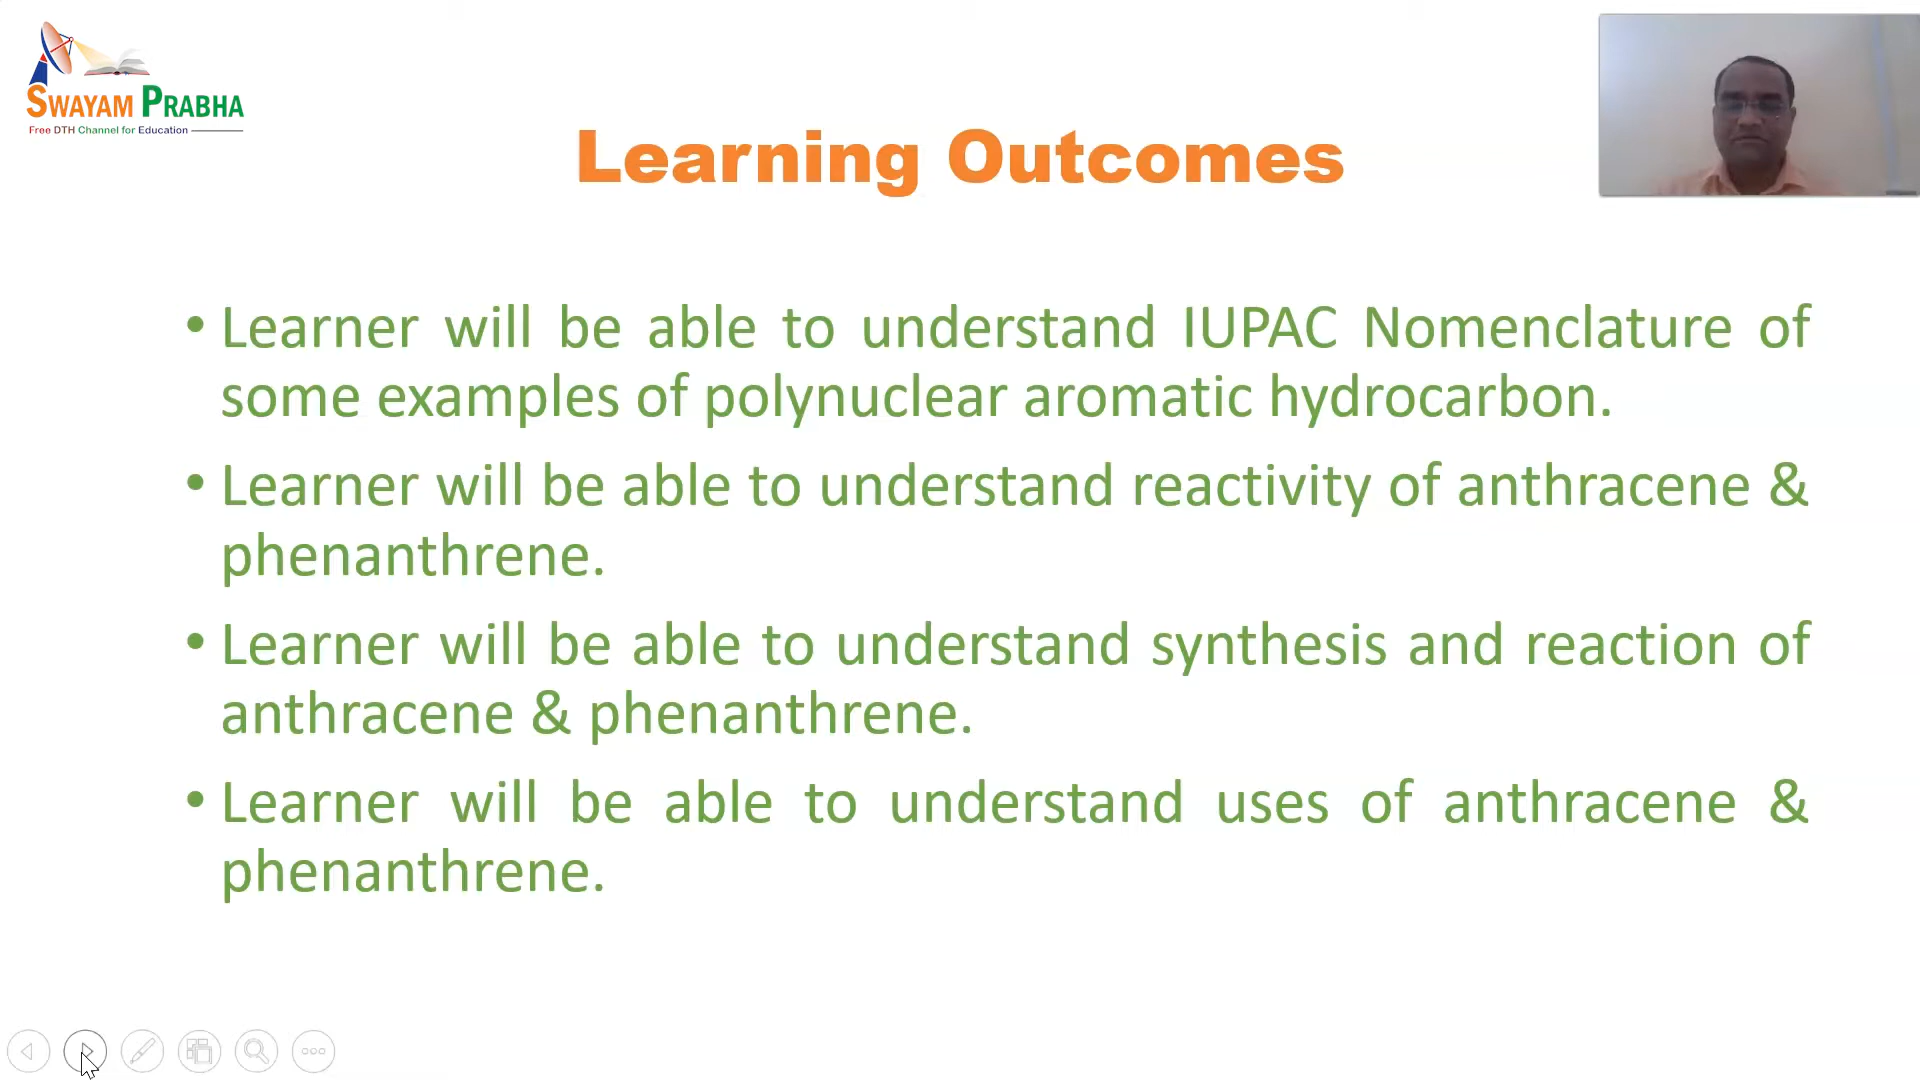 SWAYAM PRABHA
Free DTH Channel for Education
Learning Outcomes
• Learner will be able to understand IUPAC Nomenclature of
some examples of polynuclear aromatic hydrocarbon.
• Learner will be able to understand reactivity of anthracene &
phenanthrene.
• Learner will be able to understand synthesis and reaction of
anthracene & phenanthrene.
• Learner will be able to understand uses of anthracene &
phenanthrene.